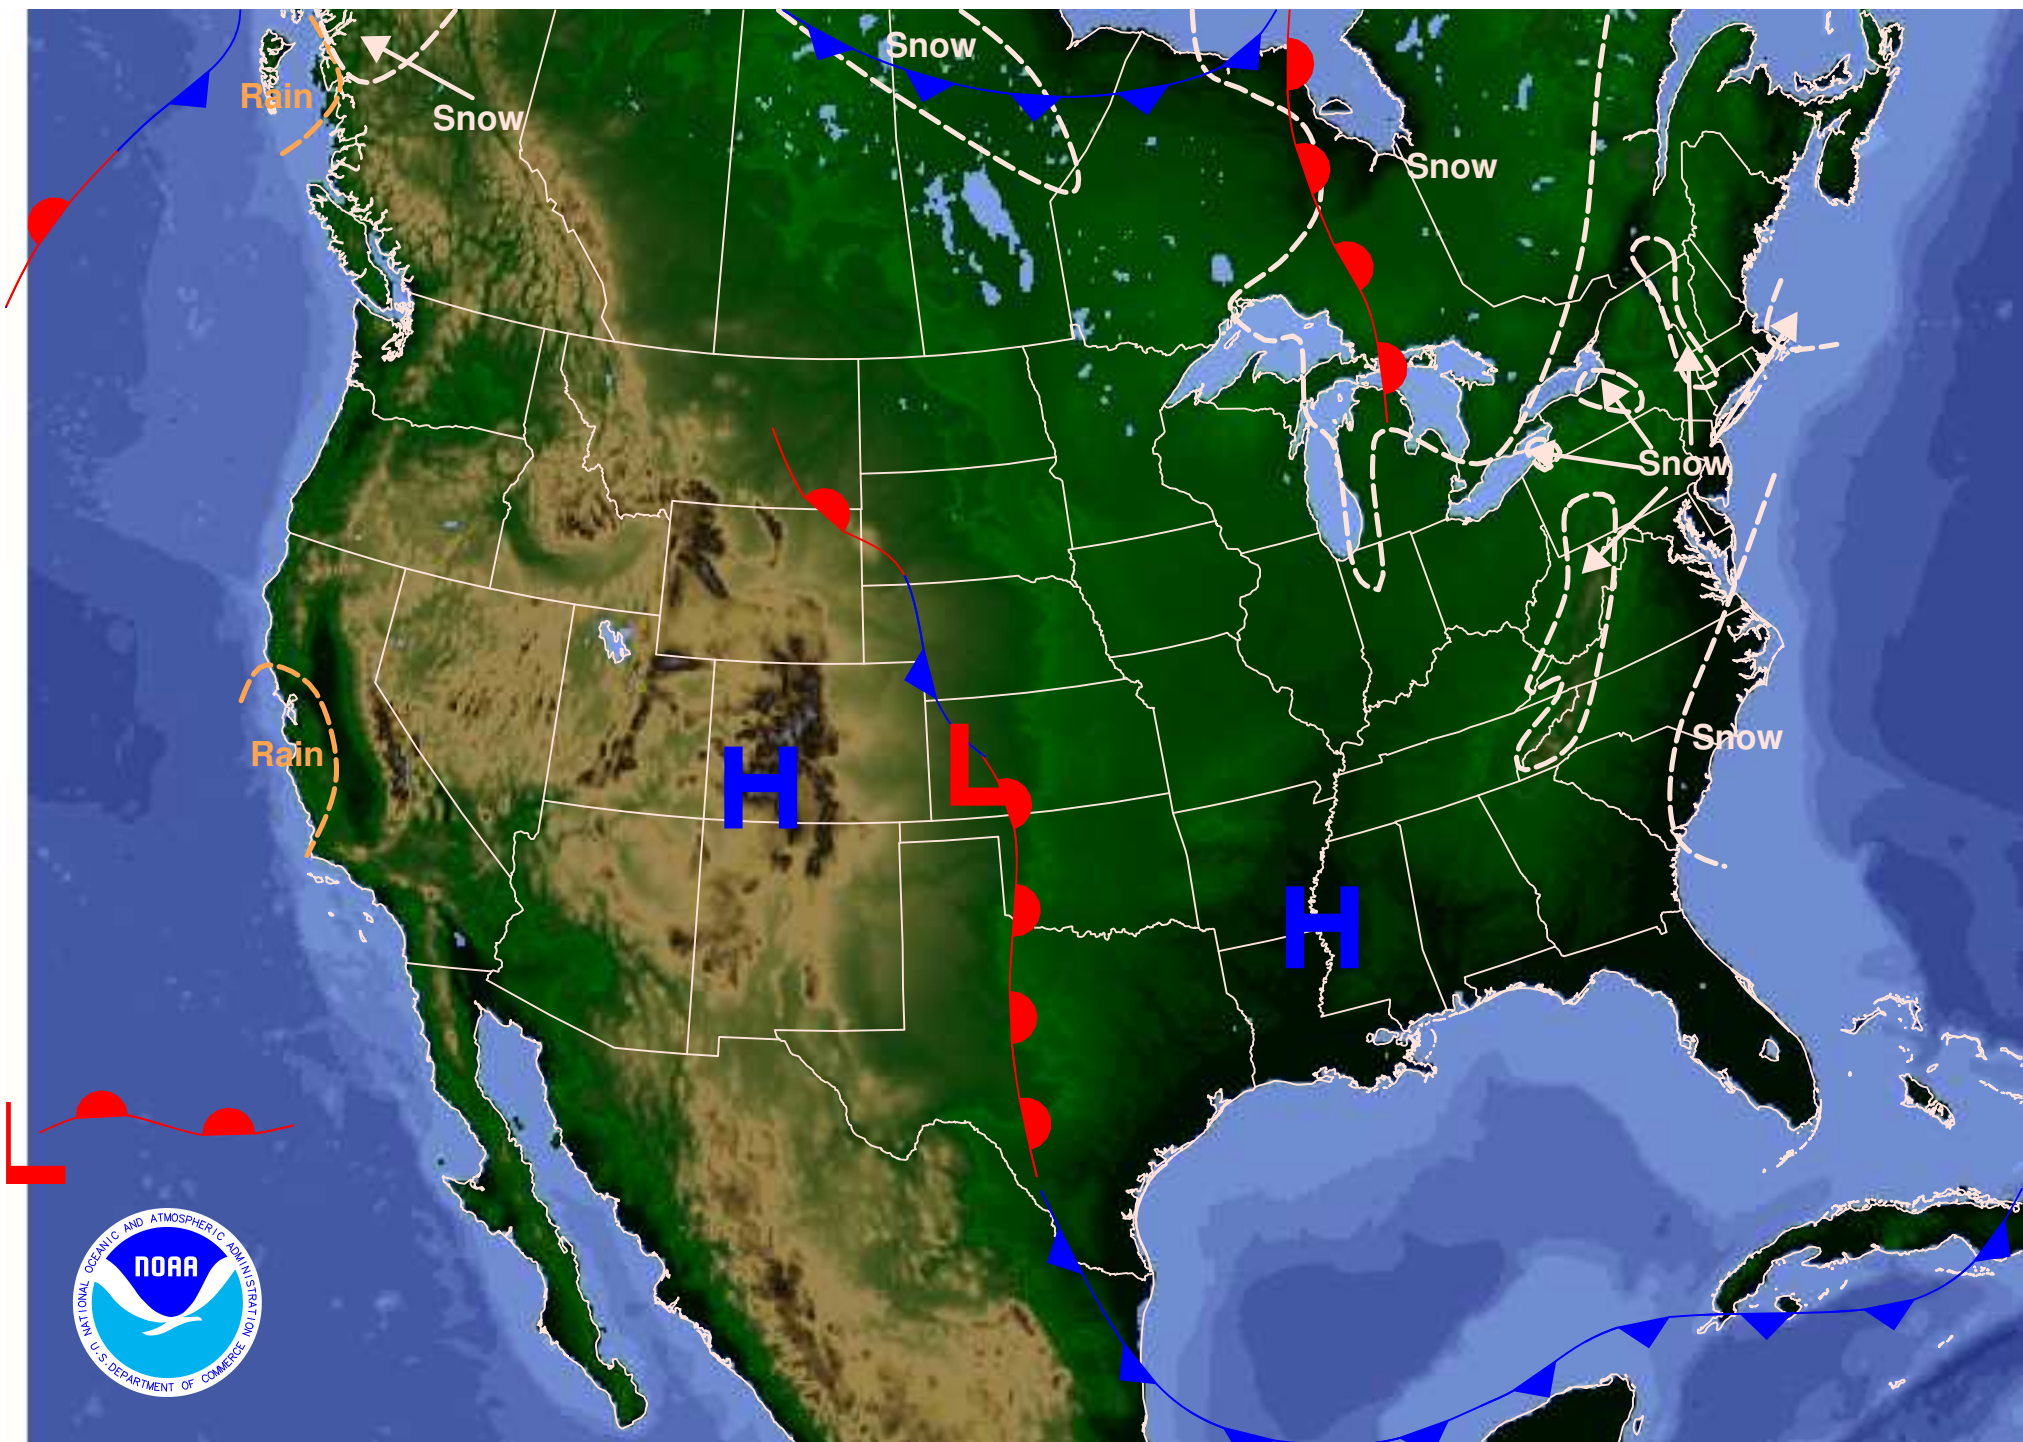 Snow
Rain
Snow
Snow
Snow
Snow
Rain
H
L
H
L
NATIONAL OCEANIC AND ATMOSPHERIC ADMINISTRATION
NOAA
U.S. DEPARTMENT OF COMMERCE